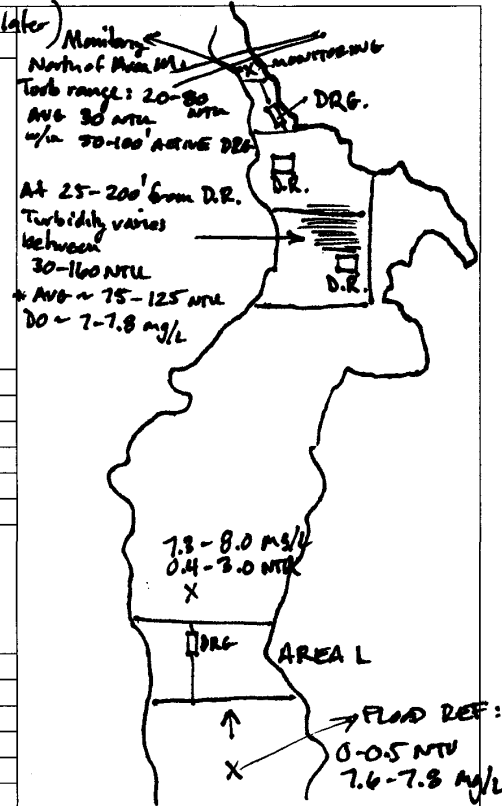 later)
Monitoring
North of Area M:
MONITORING
Turb range: 20-80 NTU
AVG 30 NTU
w/in 50-100' ACTIVE DRG
DRG.
D.R.
At 25-200' from D.R.
Turbidity varies
between
30-160 NTU
* AVG ~ 75-125 NTU
DO ~ 7-7.8 mg/L
D.R.
7.3-8.0 mg/L
0.4-3.0 NTU
X
DRG
AREA L
FLOOD REF:
0-0.5 NTU
X
7.6-7.8 mg/L